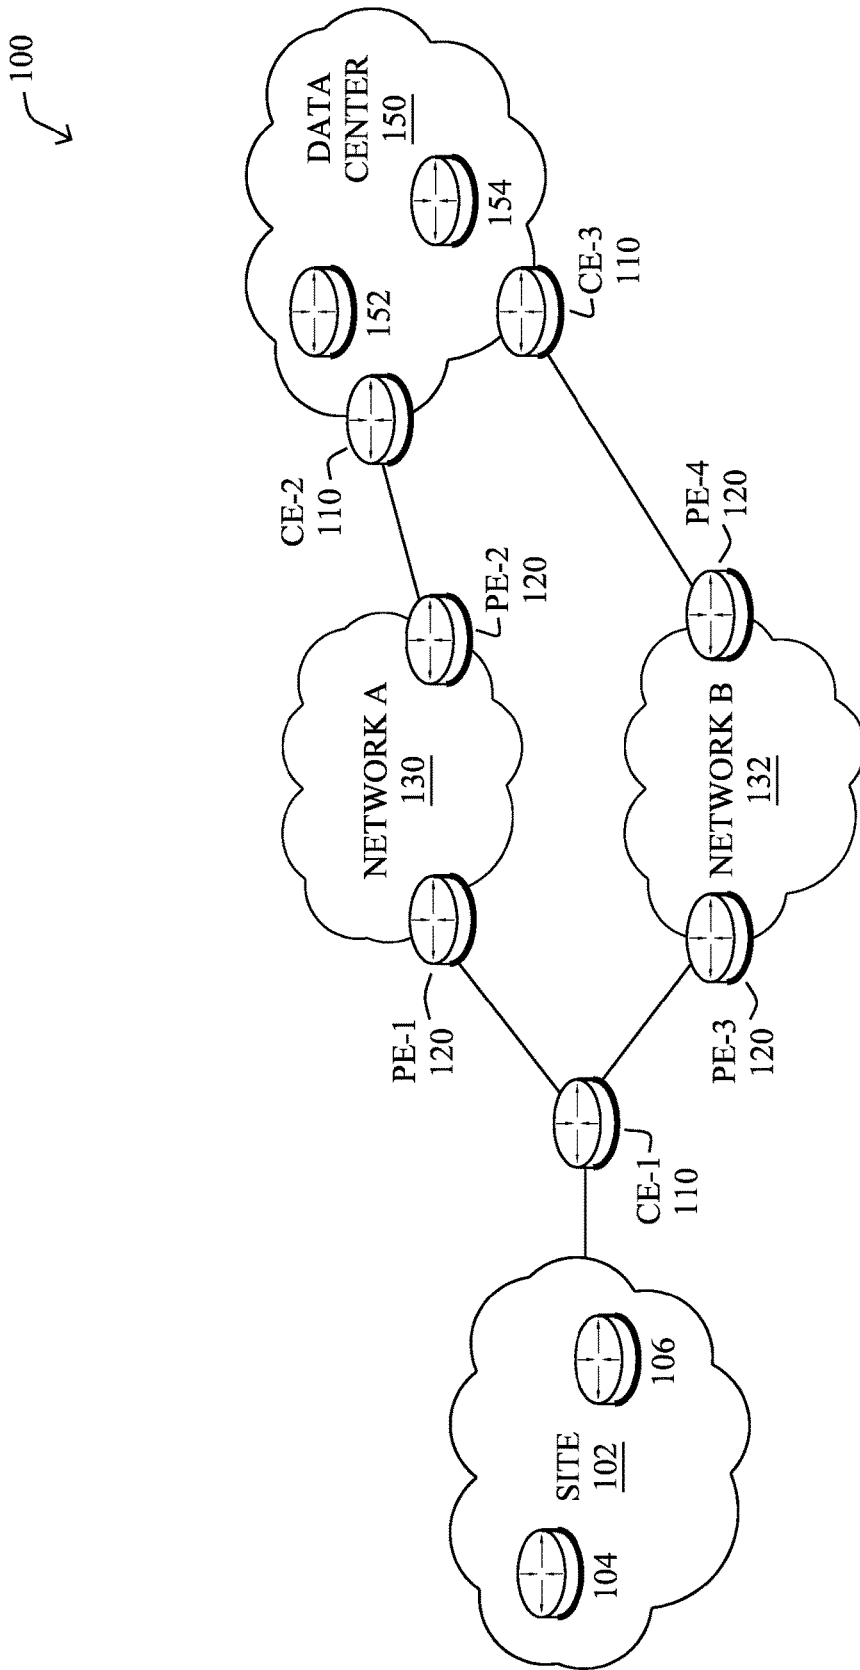 100
DATA
CENTER
150
152
154
CE-2
110
CE-3
110
PE-2
120
PE-4
120
NETWORK A
130
NETWORK B
132
PE-1
120
PE-3
120
CE-1
110
SITE
102
104
106